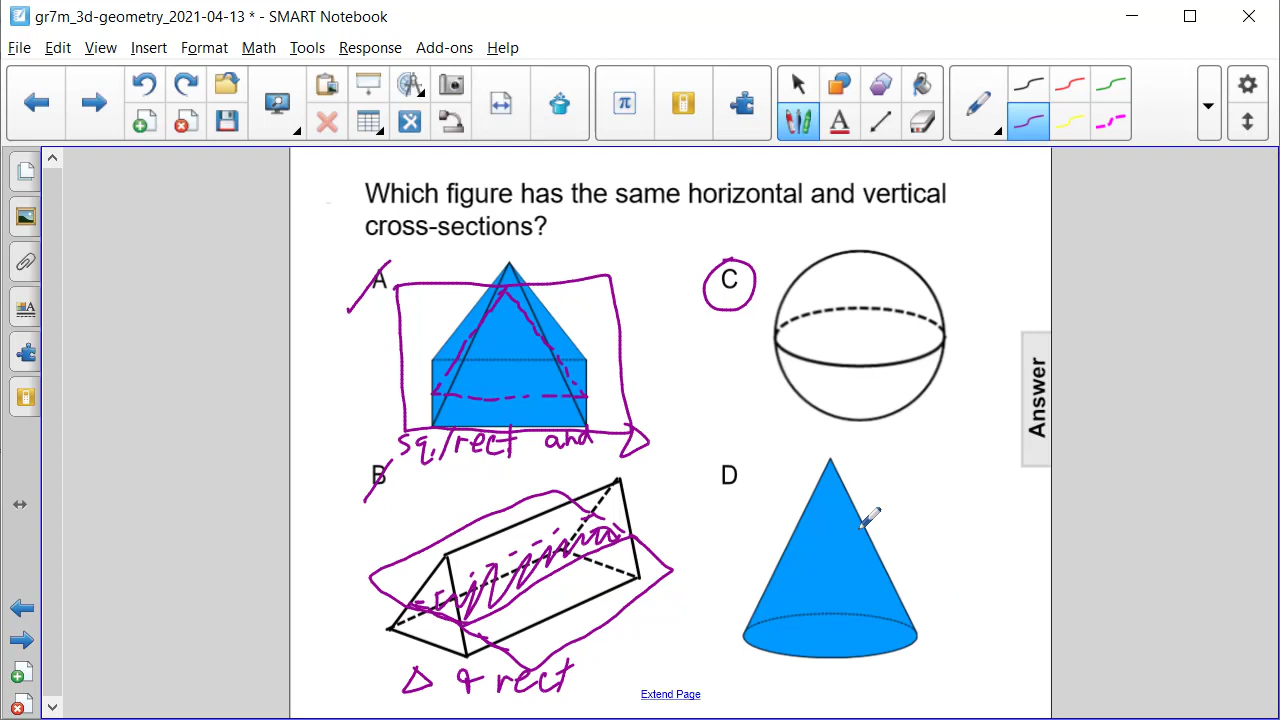 gr7m_3d-geometry_2021-04-13 * - SMART Notebook
File Edit View Insert Format Math Tools Response Add-ons Help
π
A
Which figure has the same horizontal and vertical
cross-sections?
A
C
sq./rect and
Answer
B
D
Δ & rect
Extend Page